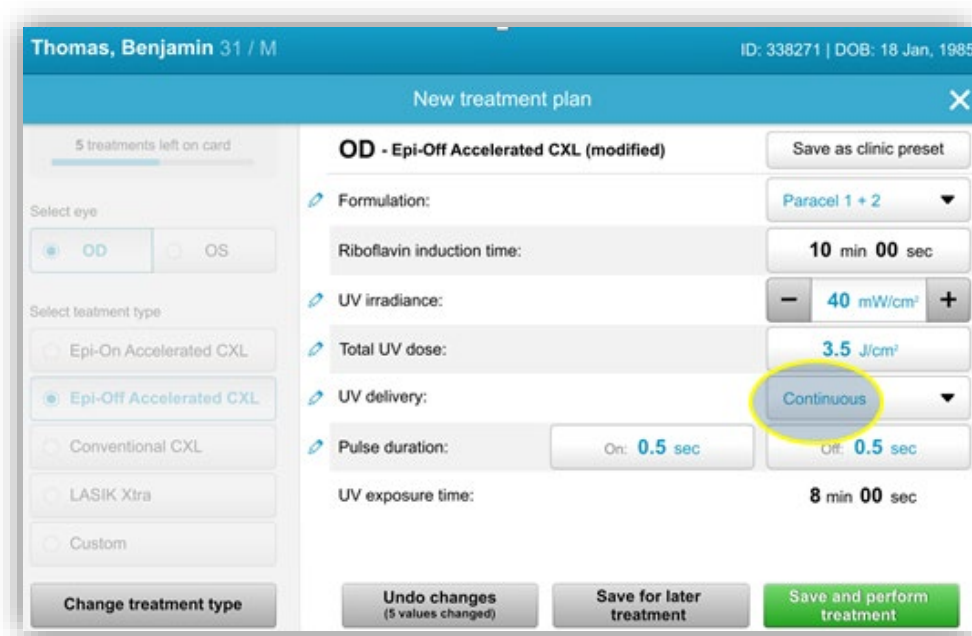 Thomas, Benjamin 31 / M
ID: 338271 | DOB: 18 Jan, 1985
New treatment plan
5 treatments left on card
Select eye
OD OS
Select teatment type
Epi-On Accelerated CXL
Epi-Off Accelerated CXL
Conventional CXL
LASIK Xtra
Custom
Change treatment type
OD - Epi-Off Accelerated CXL (modified)
Save as clinic preset
Formulation: Paracel 1 + 2
Riboflavin induction time: 10 min 00 sec
UV irradiance: − 40 mW/cm² +
Total UV dose: 3.5 J/cm²
UV delivery: Continuous
Pulse duration: On: 0.5 sec Off: 0.5 sec
UV exposure time: 8 min 00 sec
Undo changes
(5 values changed)
Save for later
treatment
Save and perform
treatment